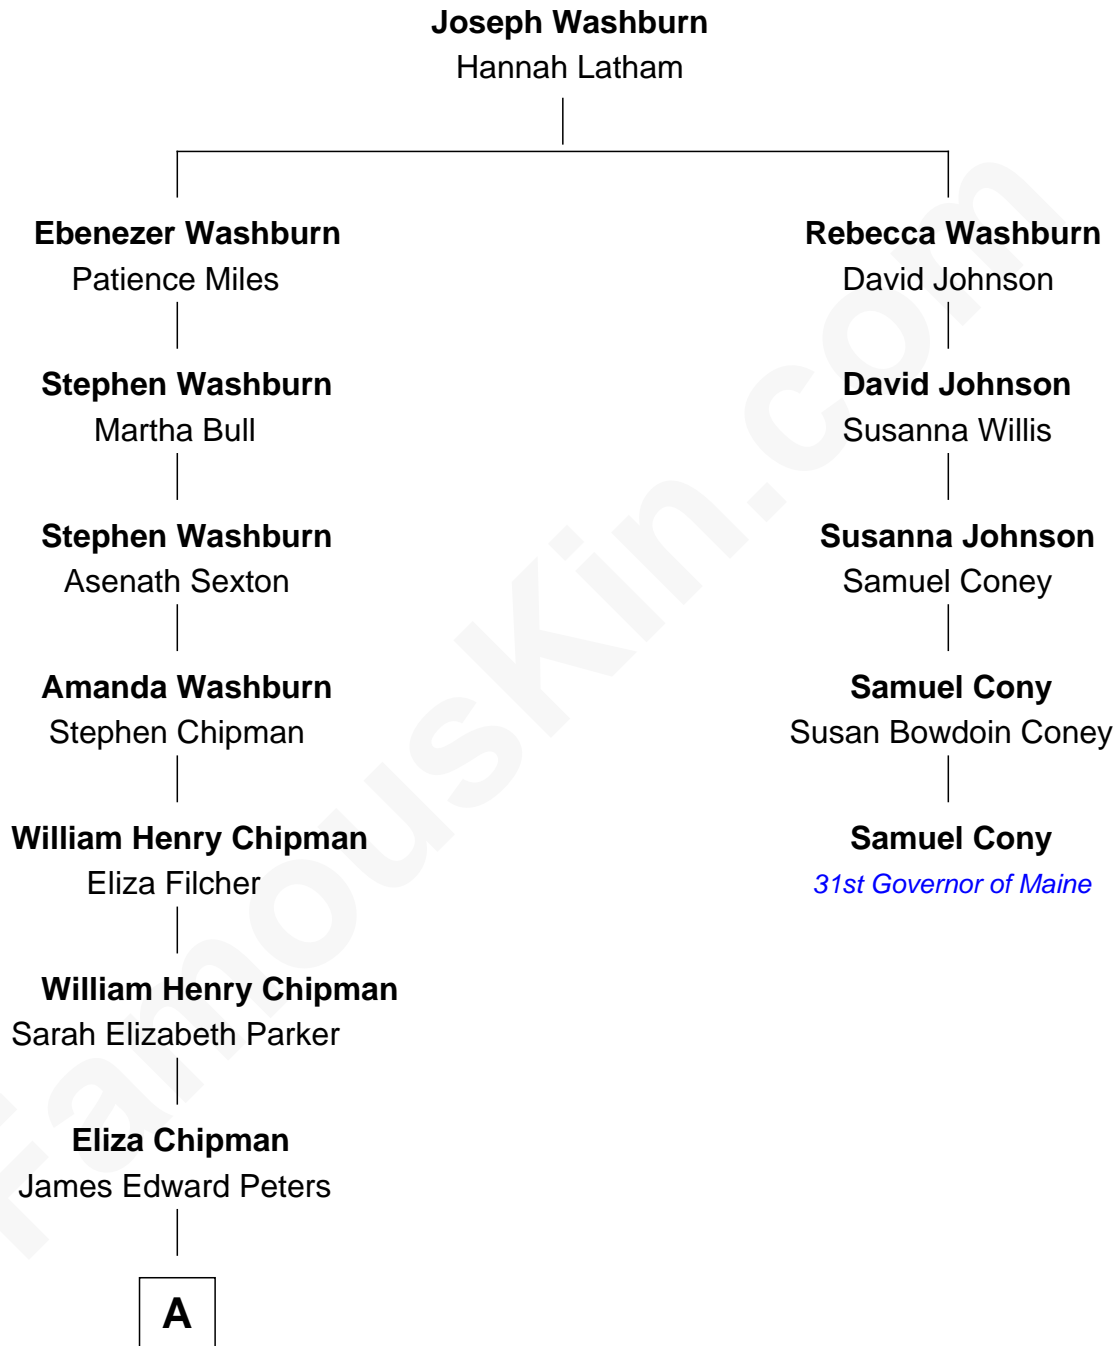 Joseph Washburn
Hannah Latham
Ebenezer Washburn
Patience Miles
Rebecca Washburn
David Johnson
Stephen Washburn
Martha Bull
David Johnson
Susanna Willis
Stephen Washburn
Asenath Sexton
Susanna Johnson
Samuel Coney
Amanda Washburn
Stephen Chipman
Samuel Cony
Susan Bowdoin Coney
William Henry Chipman
Eliza Filcher
Samuel Cony
31st Governor of Maine
William Henry Chipman
Sarah Elizabeth Parker
Eliza Chipman
James Edward Peters
A
FamousKin.com